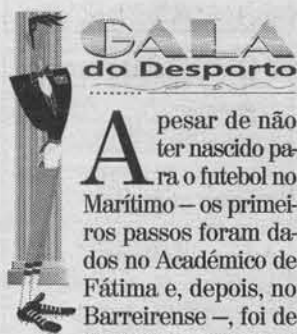 GALA
do Desporto
Apesar de não
ter nascido pa-
ra o futebol no
Marítimo — os primei-
ros passos foram da-
dos no Académico de
Fátima e, depois, no
Barreirense —, foi de